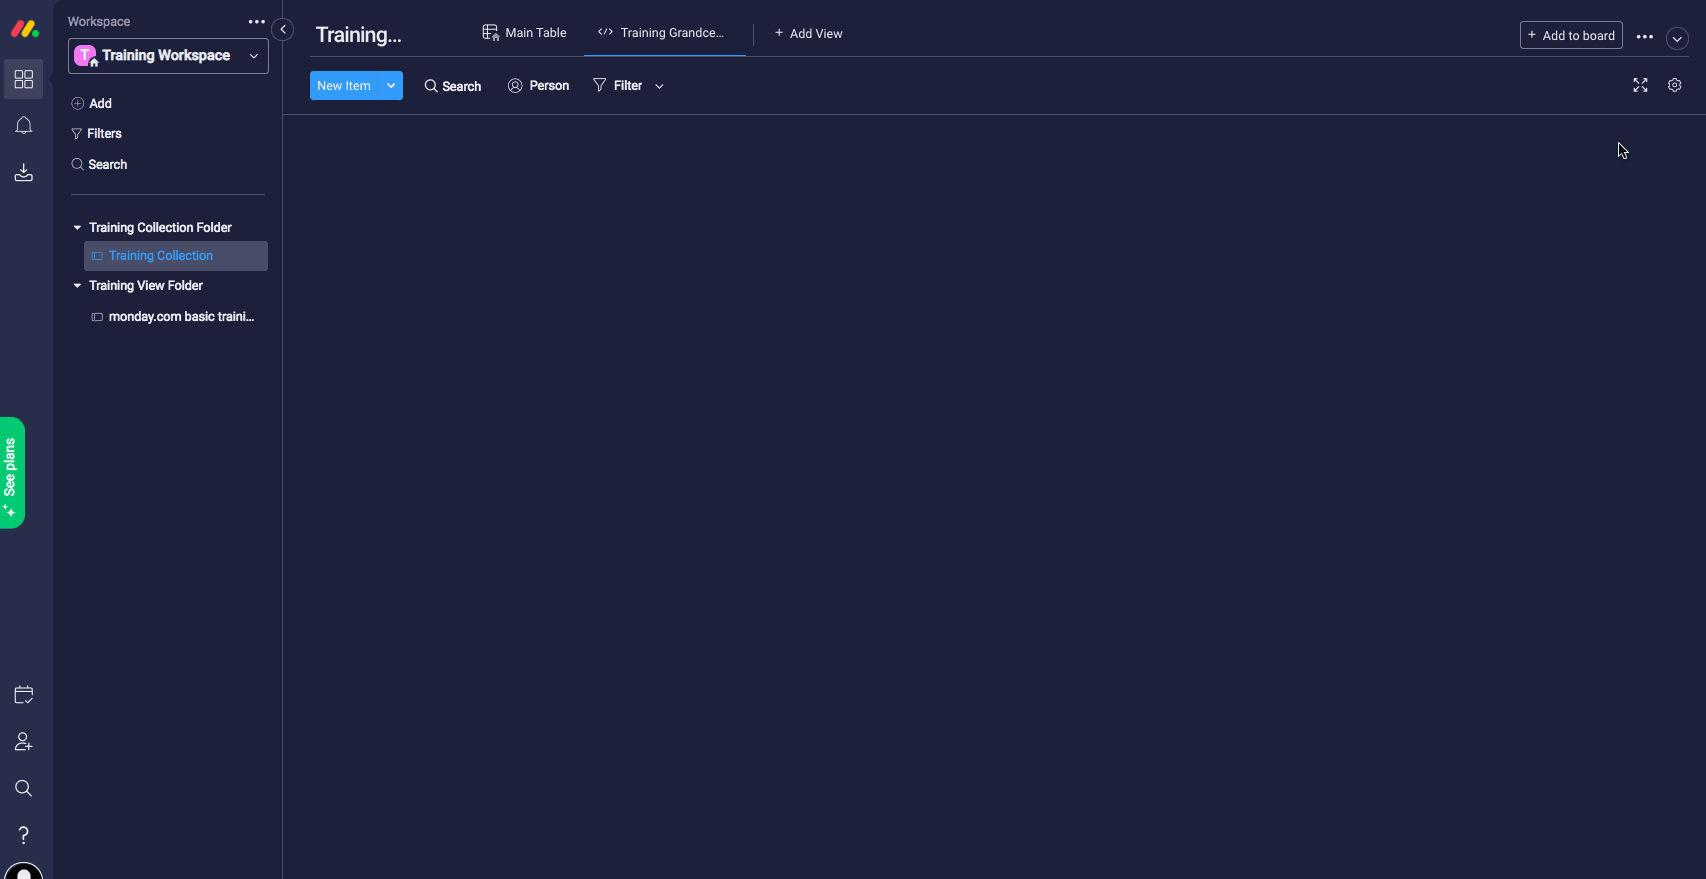 Workspace
T Training Workspace
Add
Filters
Search
Training Collection Folder
Training Collection
Training View Folder
monday.com basic traini...
See plans
Training...
Main Table
Training Grandce...
+ Add View
+ Add to board
New Item
Search
Person
Filter